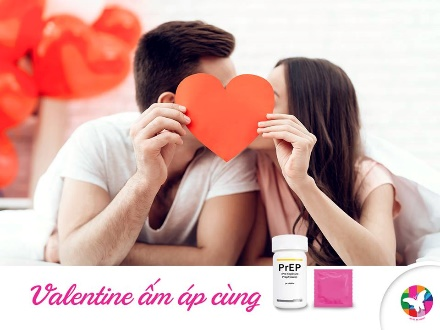 Valentine ấm áp cùng
PrEP